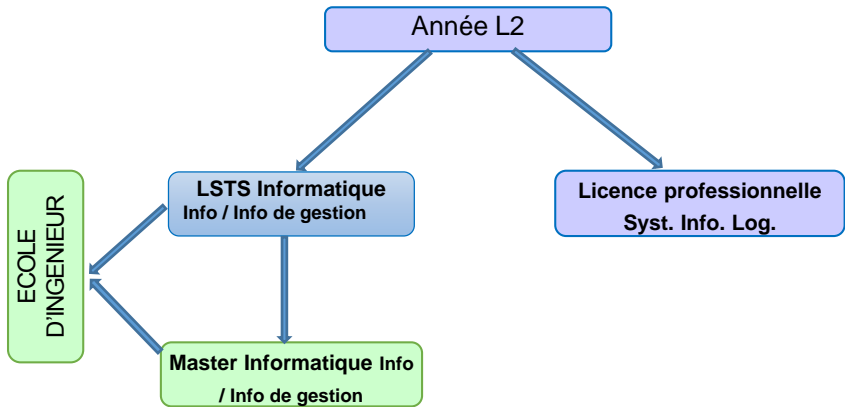 Année L2
LSTS Informatique
Info / Info de gestion
Licence professionnelle
Syst. Info. Log.
ECOLE
D'INGENIEUR
Master Informatique Info
/ Info de gestion